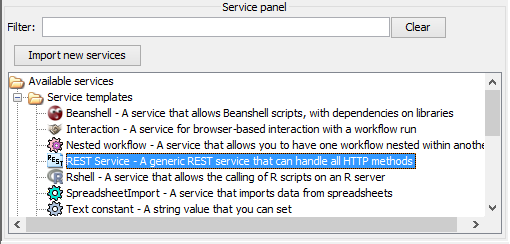 Service panel
Filter: Clear
Import new services
Available services
Service templates
Beanshell - A service that allows Beanshell scripts, with dependencies on libraries
Interaction - A service for browser-based interaction with a workflow run
Nested workflow - A service that allows you to have one workflow nested within anothe
REST REST Service - A generic REST service that can handle all HTTP methods
R Rshell - A service that allows the calling of R scripts on an R server
SpreadsheetImport - A service that imports data from spreadsheets
Text constant - A string value that you can set